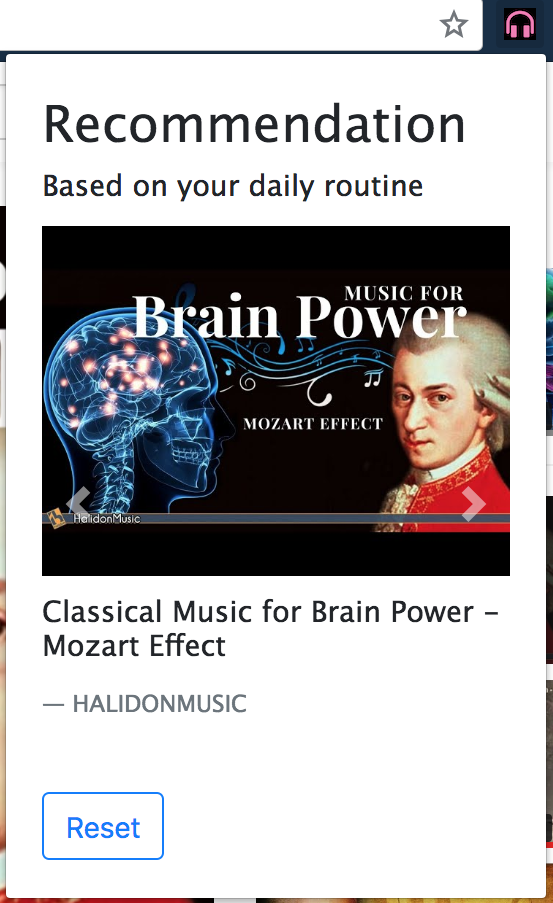 Recommendation
Based on your daily routine
MUSIC FOR
Brain Power
MOZART EFFECT
HalidonMusic
Classical Music for Brain Power –
Mozart Effect
— HALIDONMUSIC
Reset